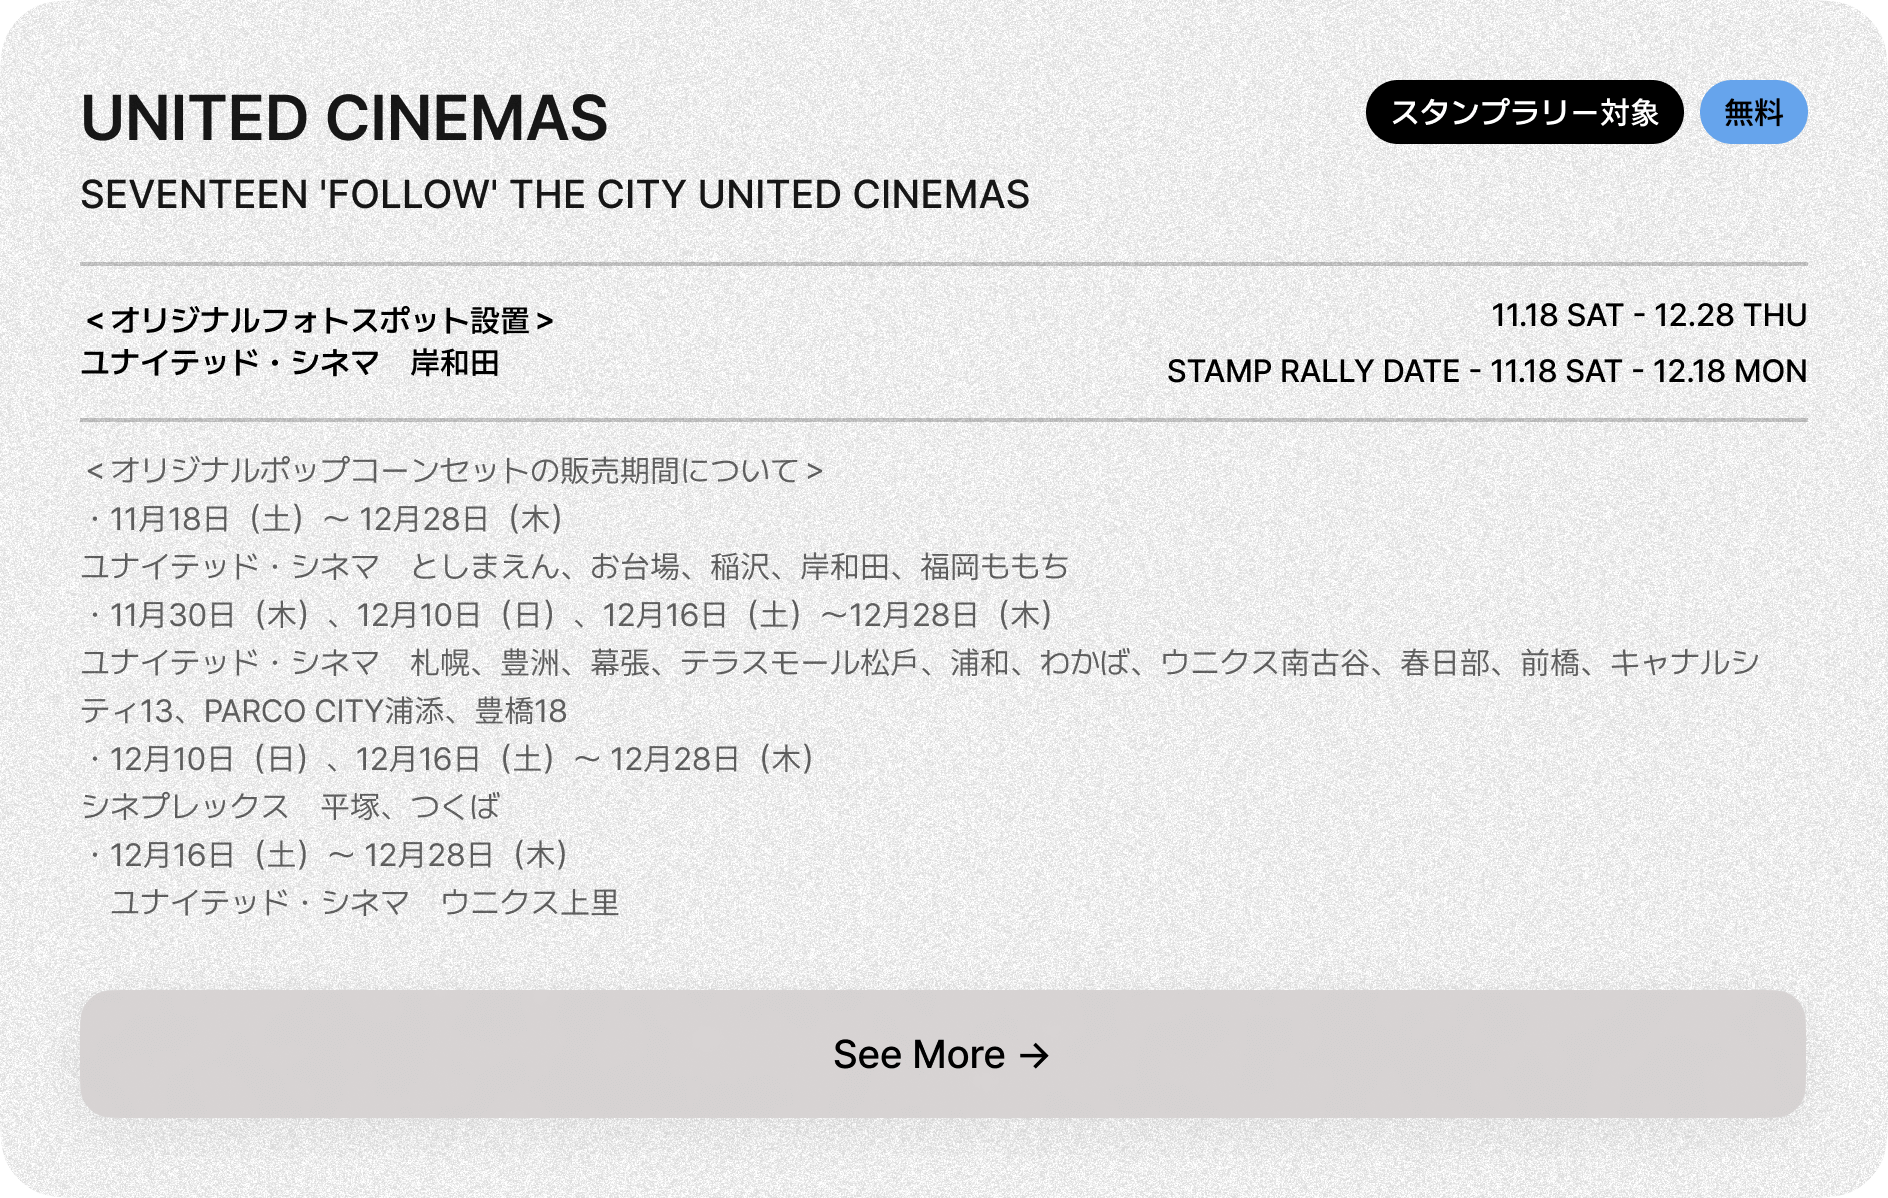 UNITED CINEMAS
スタンプラリー対象
無料
SEVENTEEN 'FOLLOW' THE CITY UNITED CINEMAS
＜オリジナルフォトスポット設置＞
ユナイテッド・シネマ　岸和田
11.18 SAT - 12.28 THU
STAMP RALLY DATE - 11.18 SAT - 12.18 MON
＜オリジナルポップコーンセットの販売期間について＞
・11月18日（土）〜 12月28日（木）
ユナイテッド・シネマ　としまえん、お台場、稲沢、岸和田、福岡ももち
・11月30日（木）、12月10日（日）、12月16日（土）〜12月28日（木）
ユナイテッド・シネマ　札幌、豊洲、幕張、テラスモール松戶、浦和、わかば、ウニクス南古谷、春日部、前橋、キャナルシ
ティ13、PARCO CITY浦添、豊橋18
・12月10日（日）、12月16日（土）〜 12月28日（木）
シネプレックス　平塚、つくば
・12月16日（土）〜 12月28日（木）
　ユナイテッド・シネマ　ウニクス上里
See More →